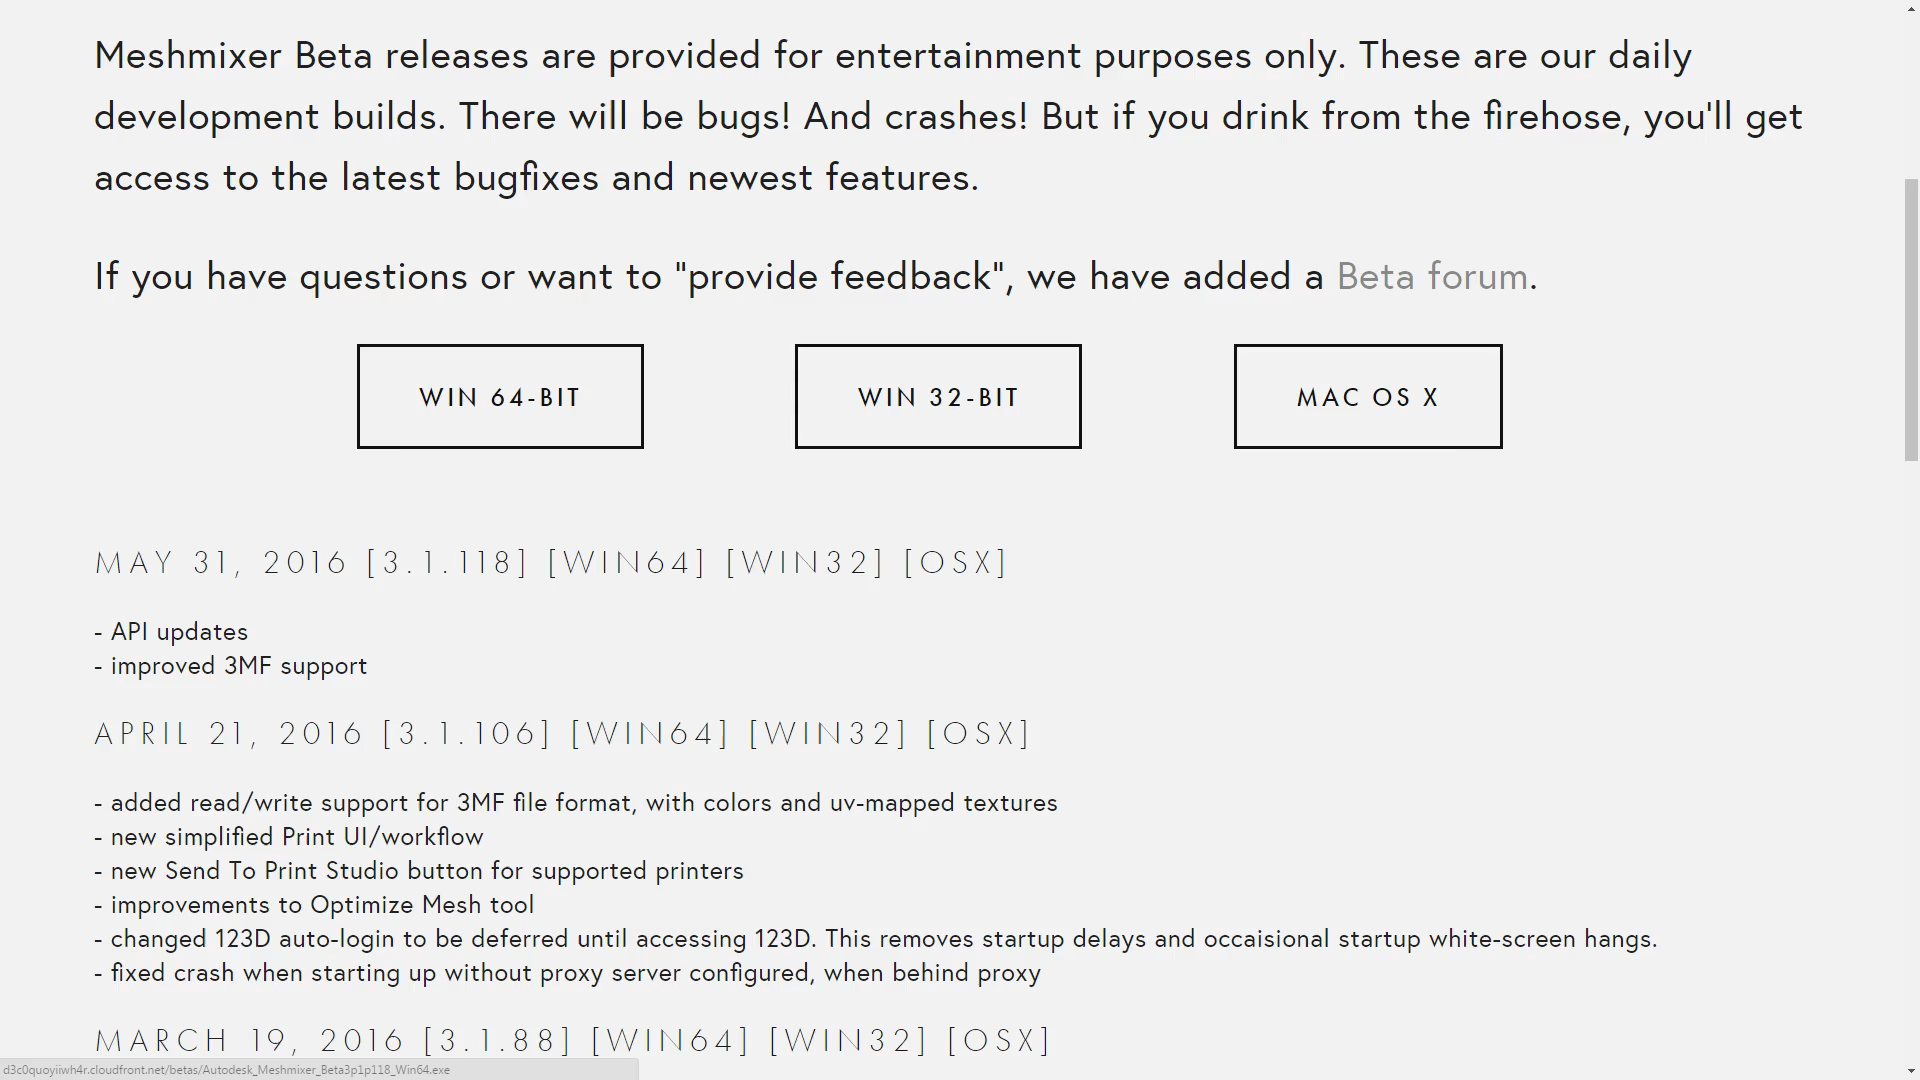 Meshmixer Beta releases are provided for entertainment purposes only. These are our daily
development builds. There will be bugs! And crashes! But if you drink from the firehose, you'll get
access to the latest bugfixes and newest features.
If you have questions or want to "provide feedback", we have added a Beta forum.
WIN 64-BIT
WIN 32-BIT
MAC OS X
MAY 31, 2016 [3.1.118] [WIN64] [WIN32] [OSX]
- API updates
- improved 3MF support
APRIL 21, 2016 [3.1.106] [WIN64] [WIN32] [OSX]
- added read/write support for 3MF file format, with colors and uv-mapped textures
- new simplified Print UI/workflow
- new Send To Print Studio button for supported printers
- improvements to Optimize Mesh tool
- changed 123D auto-login to be deferred until accessing 123D. This removes startup delays and occaisional startup white-screen hangs.
- fixed crash when starting up without proxy server configured, when behind proxy
MARCH 19, 2016 [3.1.88] [WIN64] [WIN32] [OSX]
d3c0quoyiiwh4r.cloudfront.net/betas/Autodesk_Meshmixer_Beta3p1p118_Win64.exe